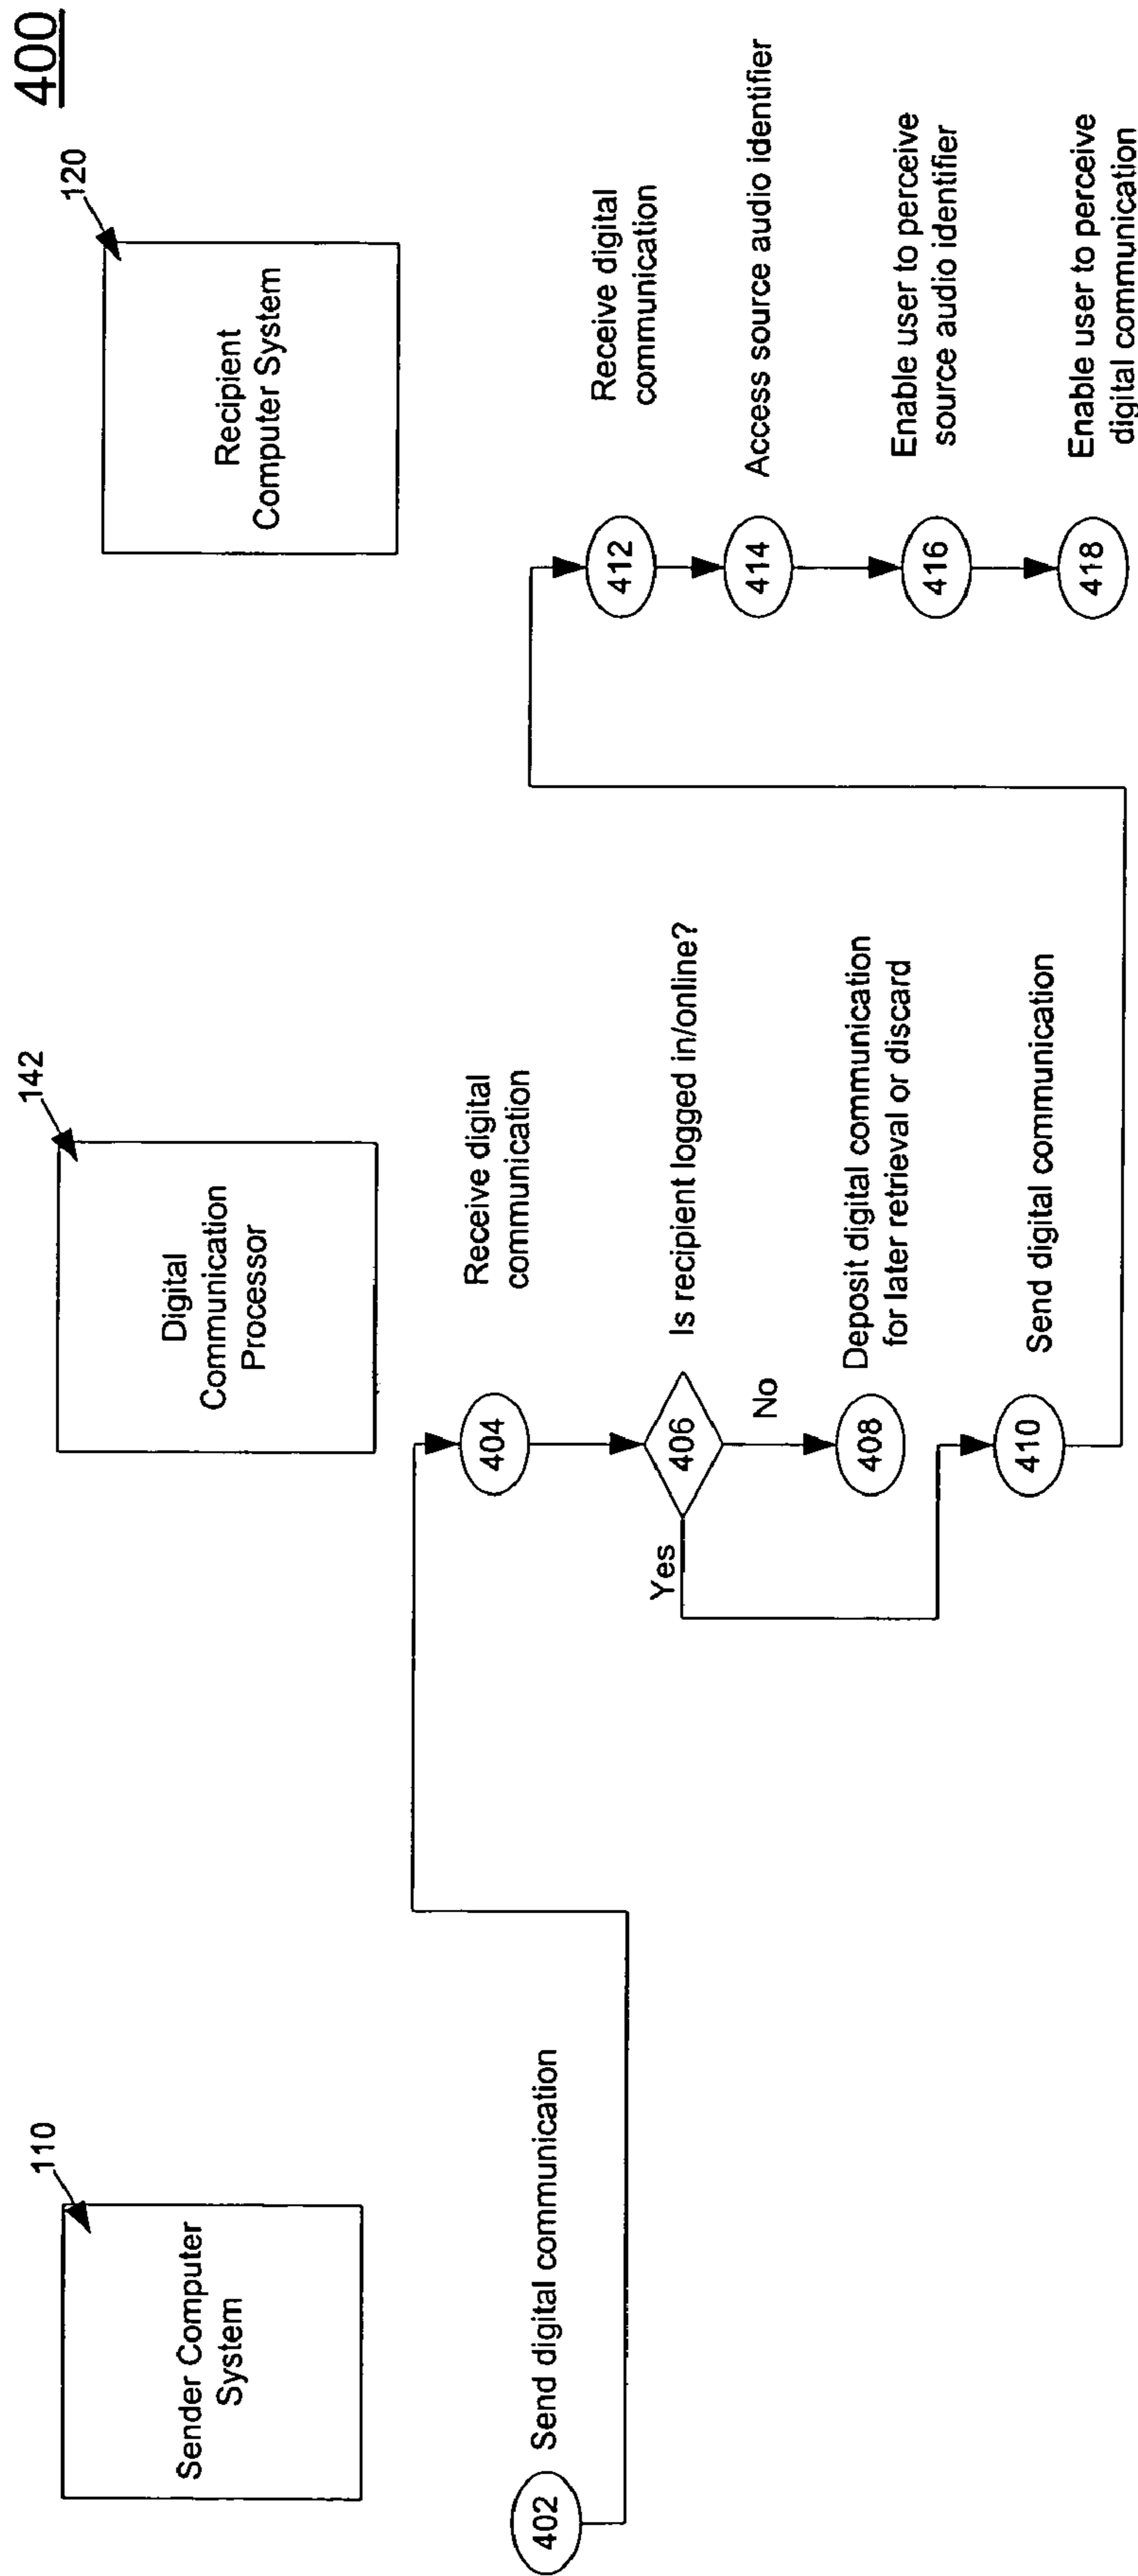 400
110
Sender Computer
System
142
Digital
Communication
Processor
120
Recipient
Computer System
402
Send digital communication
404
Receive digital
communication
406
Is recipient logged in/online?
Yes
No
408
Deposit digital communication
for later retrieval or discard
410
Send digital communication
412
Receive digital
communication
414
Access source audio identifier
416
Enable user to perceive
source audio identifier
418
Enable user to perceive
digital communication